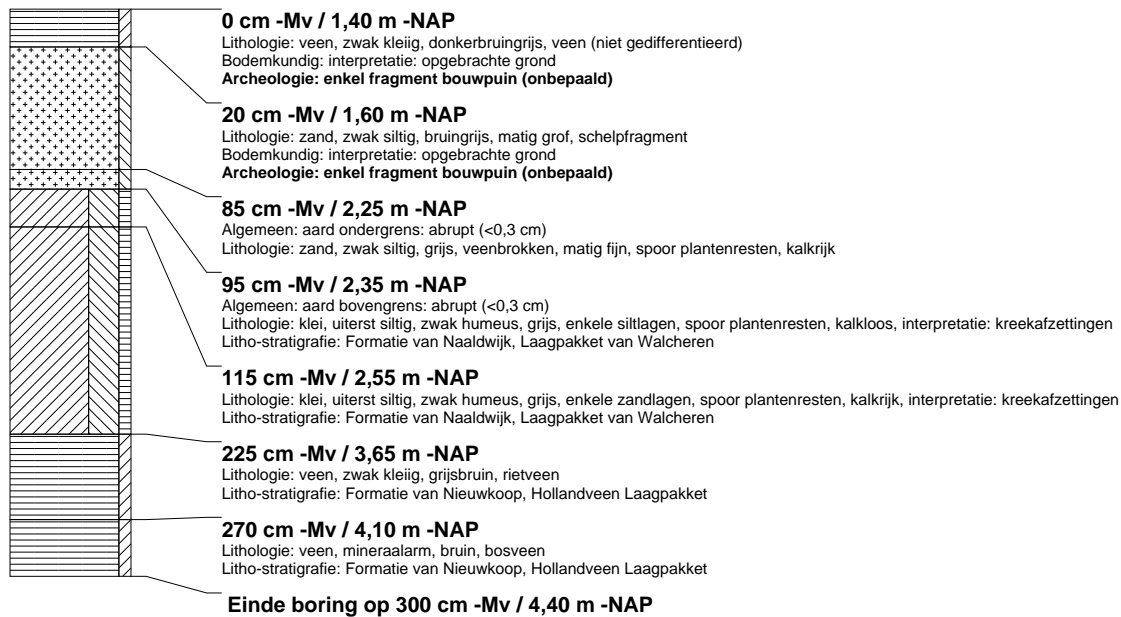 0 cm -Mv / 1,40 m -NAP
Lithologie: veen, zwak kleiig, donkerbruingrijs, veen (niet gedifferentieerd)
Bodemkundig: interpretatie: opgebrachte grond
Archeologie: enkel fragment bouwpuin (onbepaald)
20 cm -Mv / 1,60 m -NAP
Lithologie: zand, zwak siltig, bruingrijs, matig grof, schelpfragment
Bodemkundig: interpretatie: opgebrachte grond
Archeologie: enkel fragment bouwpuin (onbepaald)
85 cm -Mv / 2,25 m -NAP
Algemeen: aard ondergrens: abrupt (<0,3 cm)
Lithologie: zand, zwak siltig, grijs, veenbrokken, matig fijn, spoor plantenresten, kalkrijk
95 cm -Mv / 2,35 m -NAP
Algemeen: aard bovengrens: abrupt (<0,3 cm)
Lithologie: klei, uiterst siltig, zwak humeus, grijs, enkele siltlagen, spoor plantenresten, kalkloos, interpretatie: kreekafzettingen
Litho-stratigrafie: Formatie van Naaldwijk, Laagpakket van Walcheren
115 cm -Mv / 2,55 m -NAP
Lithologie: klei, uiterst siltig, zwak humeus, grijs, enkele zandlagen, spoor plantenresten, kalkrijk, interpretatie: kreekafzettingen
Litho-stratigrafie: Formatie van Naaldwijk, Laagpakket van Walcheren
225 cm -Mv / 3,65 m -NAP
Lithologie: veen, zwak kleiig, grijsbruin, rietveen
Litho-stratigrafie: Formatie van Nieuwkoop, Hollandveen Laagpakket
270 cm -Mv / 4,10 m -NAP
Lithologie: veen, mineraalarm, bruin, bosveen
Litho-stratigrafie: Formatie van Nieuwkoop, Hollandveen Laagpakket
Einde boring op 300 cm -Mv / 4,40 m -NAP